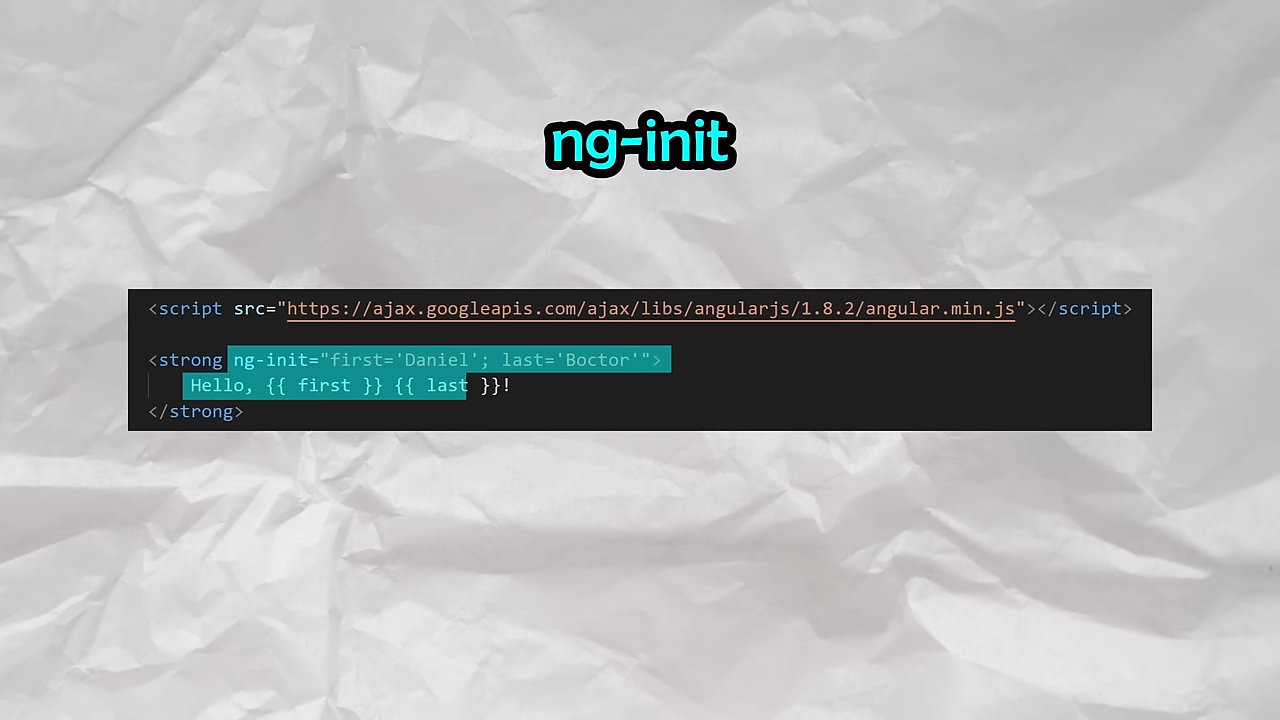 ng-init
<script src="https://ajax.googleapis.com/ajax/libs/angularjs/1.8.2/angular.min.js"></script>
<strong ng-init="first='Daniel'; last='Boctor'">
Hello, {{ first }} {{ last }}!
</strong>